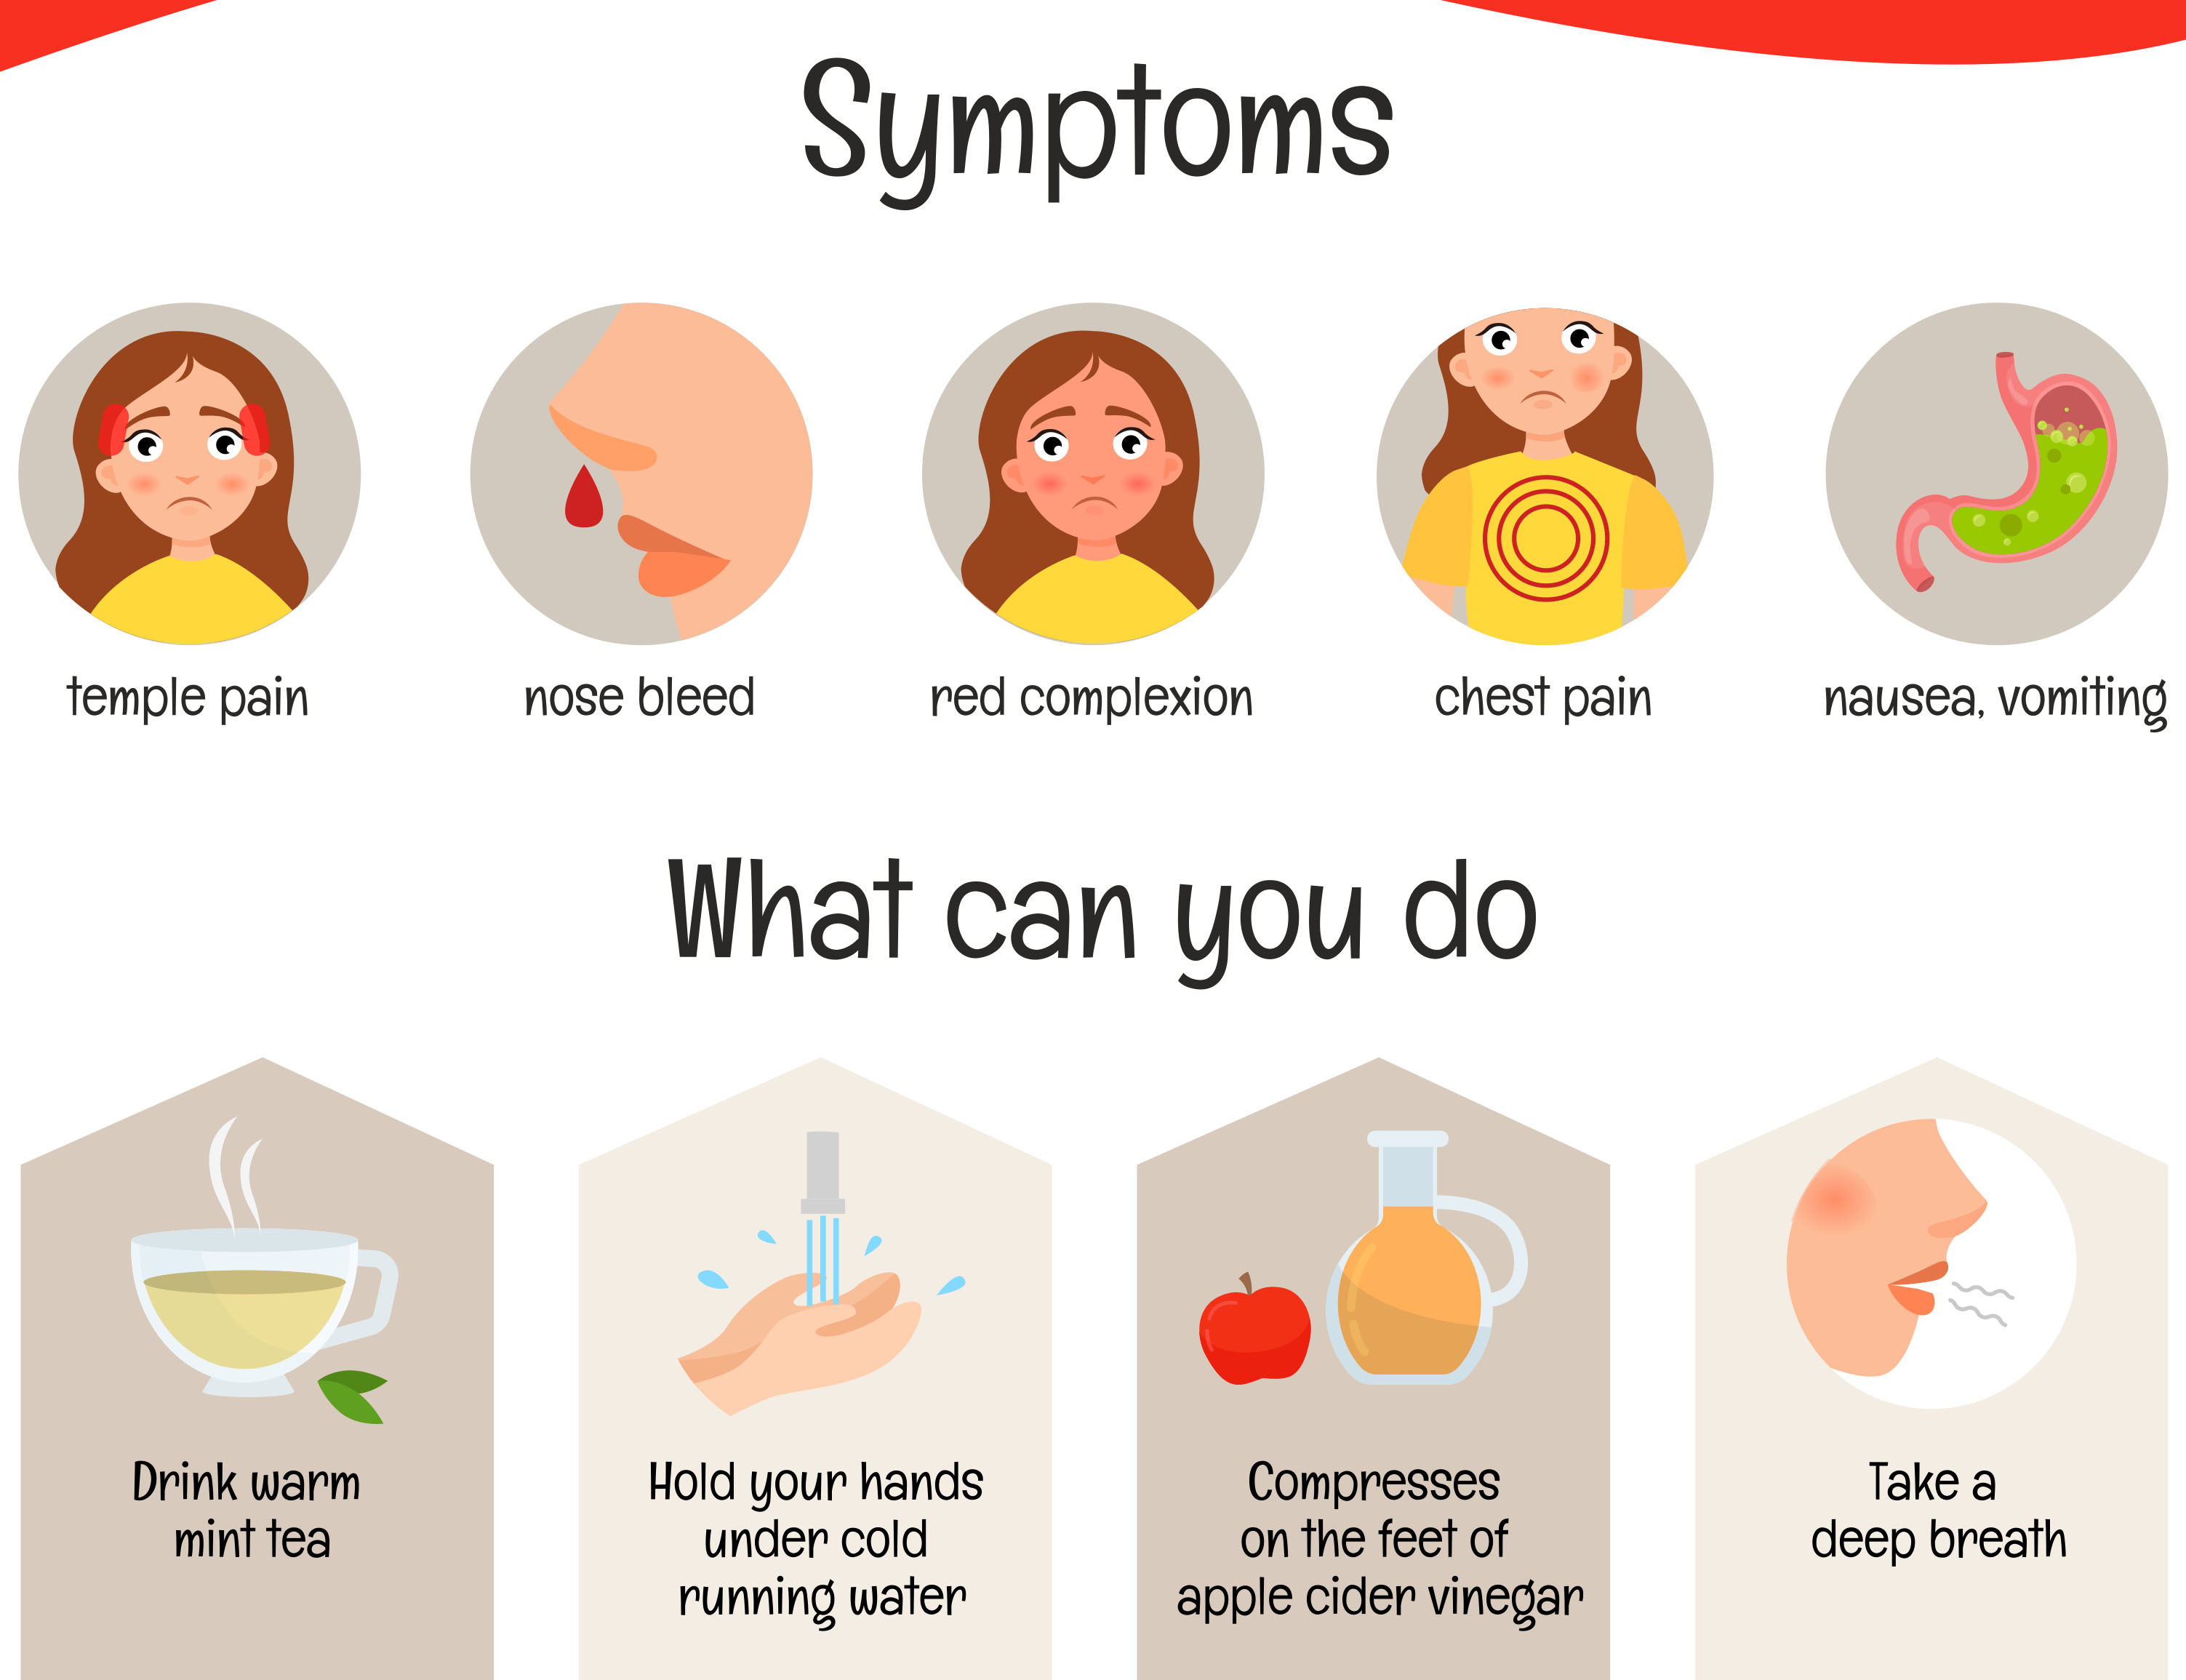 Symptoms
temple pain
nose bleed
red complexion
chest pain
nausea, vomiting
What can you do
Drink warm
mint tea
Hold your hands
under cold
running water
Compresses
on the feet of
apple cider vinegar
Take a
deep breath